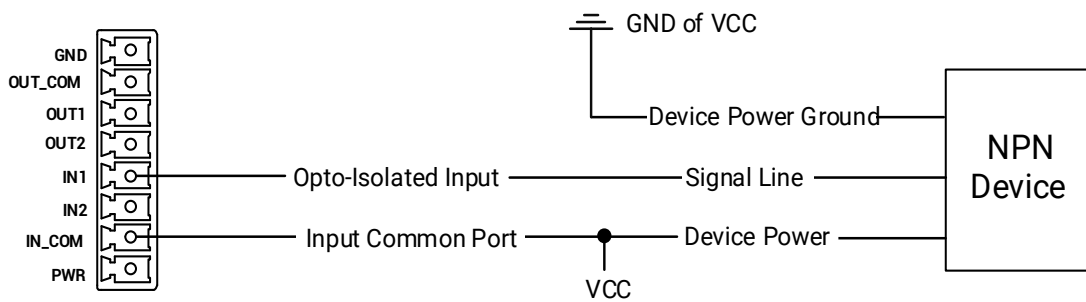 GND of VCC
GND
OUT_COM
OUT1
OUT2
IN1
IN2
IN_COM
PWR
Device Power Ground
Opto-Isolated Input
Signal Line
Input Common Port
Device Power
VCC
NPN
Device